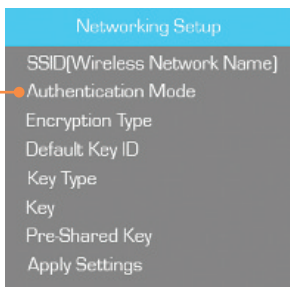 Networking Setup
SSID(Wireless Network Name)
Authentication Mode
Encryption Type
Default Key ID
Key Type
Key
Pre-Shared Key
Apply Settings